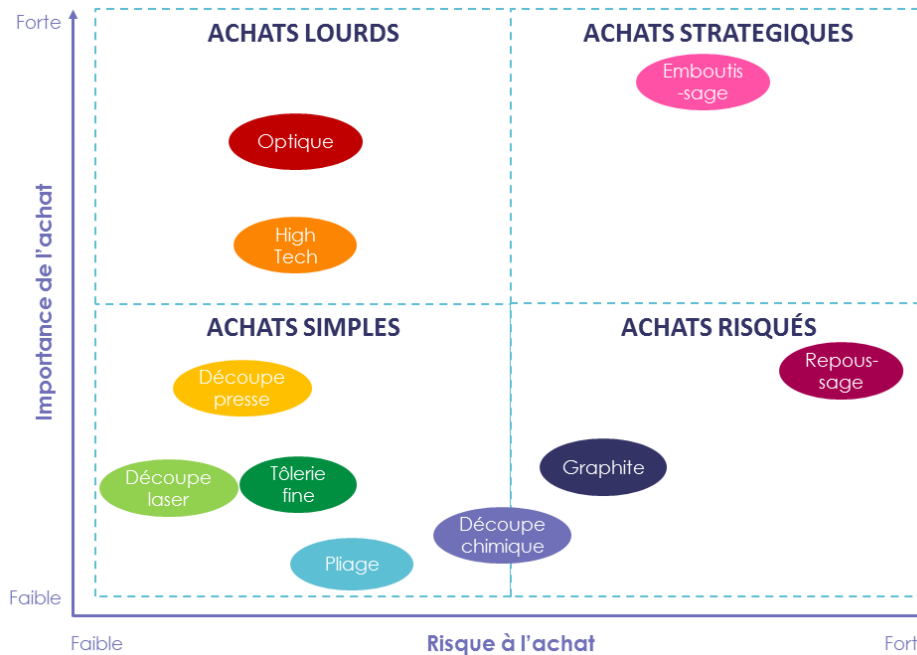 Forte
ACHATS LOURDS
ACHATS STRATEGIQUES
Emboutis
-sage
Optique
High
Tech
Importance de l'achat
ACHATS SIMPLES
ACHATS RISQUÉS
Découpe
presse
Repous-
sage
Découpe
laser
Tôlerie
fine
Graphite
Découpe
chimique
Pliage
Faible
Faible
Risque à l'achat
Fort